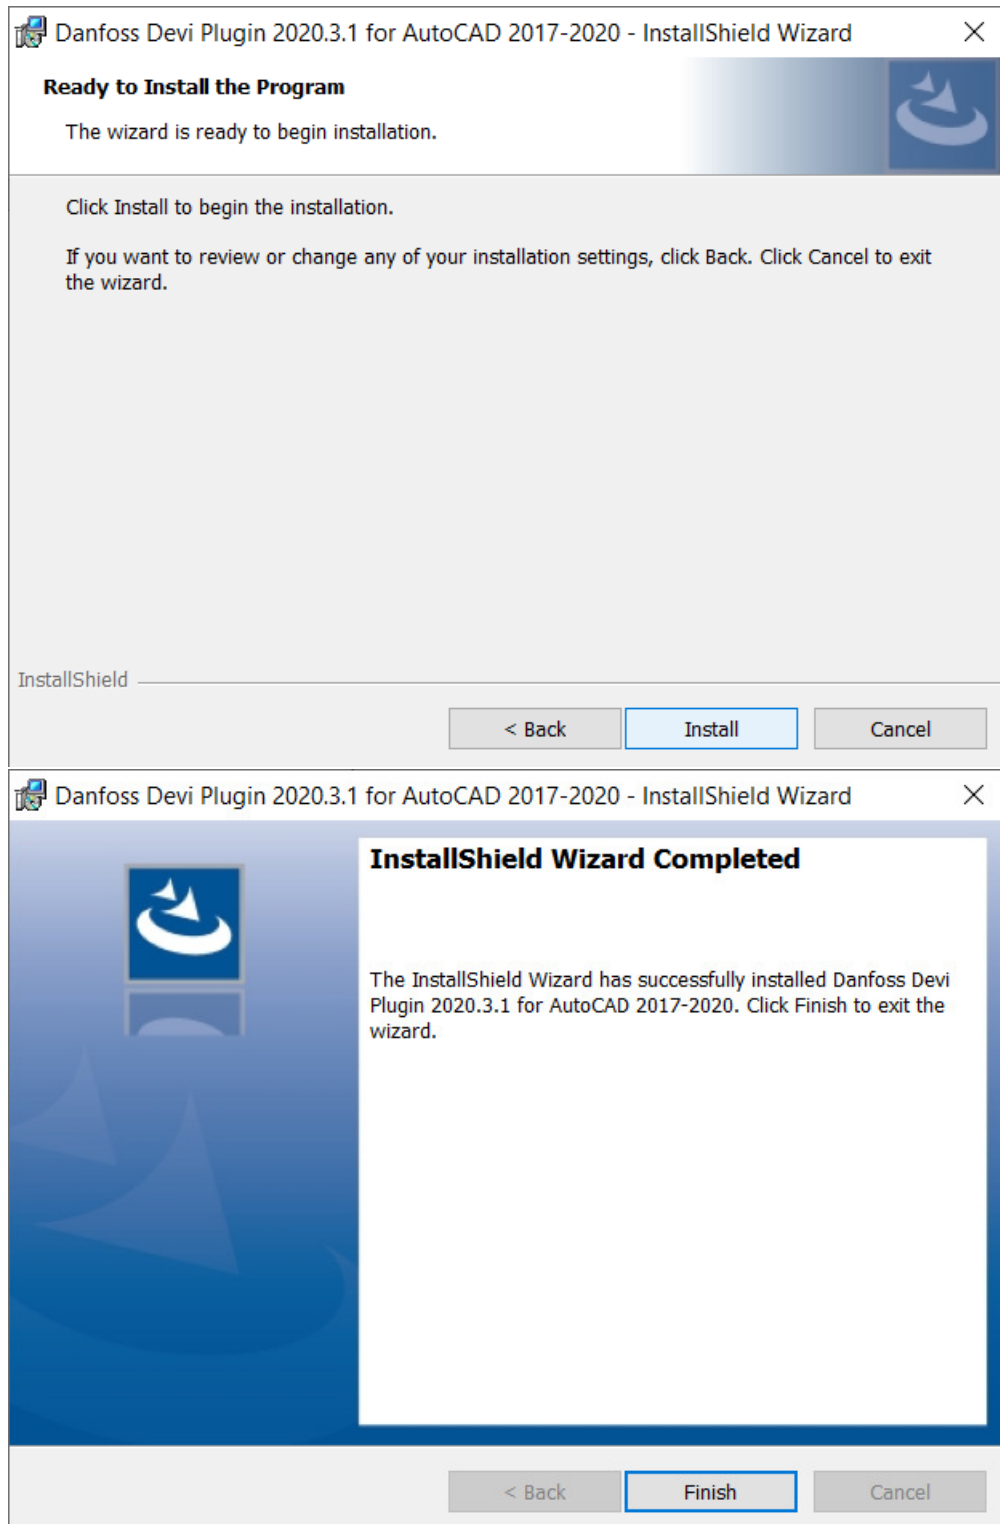 Danfoss Devi Plugin 2020.3.1 for AutoCAD 2017-2020 - InstallShield Wizard
Ready to Install the Program
The wizard is ready to begin installation.
Click Install to begin the installation.
If you want to review or change any of your installation settings, click Back. Click Cancel to exit
the wizard.
InstallShield
< Back
Install
Cancel
Danfoss Devi Plugin 2020.3.1 for AutoCAD 2017-2020 - InstallShield Wizard
InstallShield Wizard Completed
The InstallShield Wizard has successfully installed Danfoss Devi
Plugin 2020.3.1 for AutoCAD 2017-2020. Click Finish to exit the
wizard.
< Back
Finish
Cancel